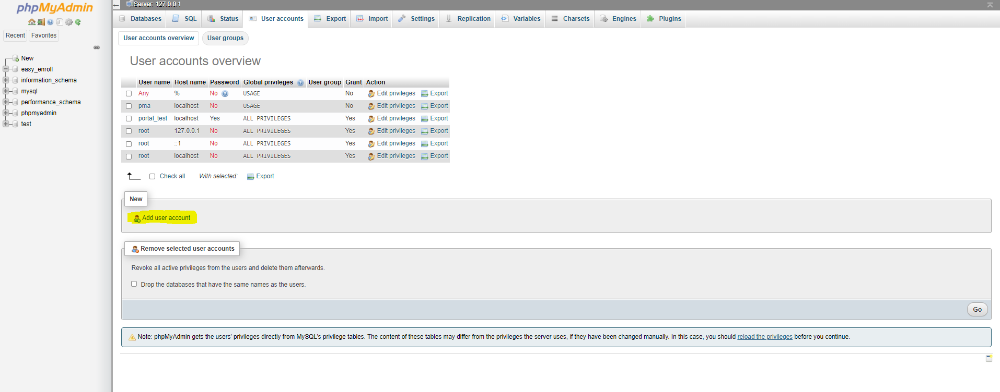 phpMyAdmin
Recent Favorites
New
easy_enroll
information_schema
mysql
performance_schema
phpmyadmin
test
Server: 127.0.0.1
Databases SQL Status User accounts Export Import Settings Replication Variables Charsets Engines Plugins
User accounts overview User groups
User accounts overview
User name Host name Password Global privileges User group Grant Action
Any % No USAGE No Edit privileges Export
pma localhost No USAGE No Edit privileges Export
portal_test localhost Yes ALL PRIVILEGES Yes Edit privileges Export
root 127.0.0.1 No ALL PRIVILEGES Yes Edit privileges Export
root ::1 No ALL PRIVILEGES Yes Edit privileges Export
root localhost No ALL PRIVILEGES Yes Edit privileges Export
Check all With selected: Export
New
Add user account
Remove selected user accounts
Revoke all active privileges from the users and delete them afterwards.
Drop the databases that have the same names as the users.
Go
Note: phpMyAdmin gets the users’ privileges directly from MySQL’s privilege tables. The content of these tables may differ from the privileges the server uses, if they have been changed manually. In this case, you should reload the privileges before you continue.